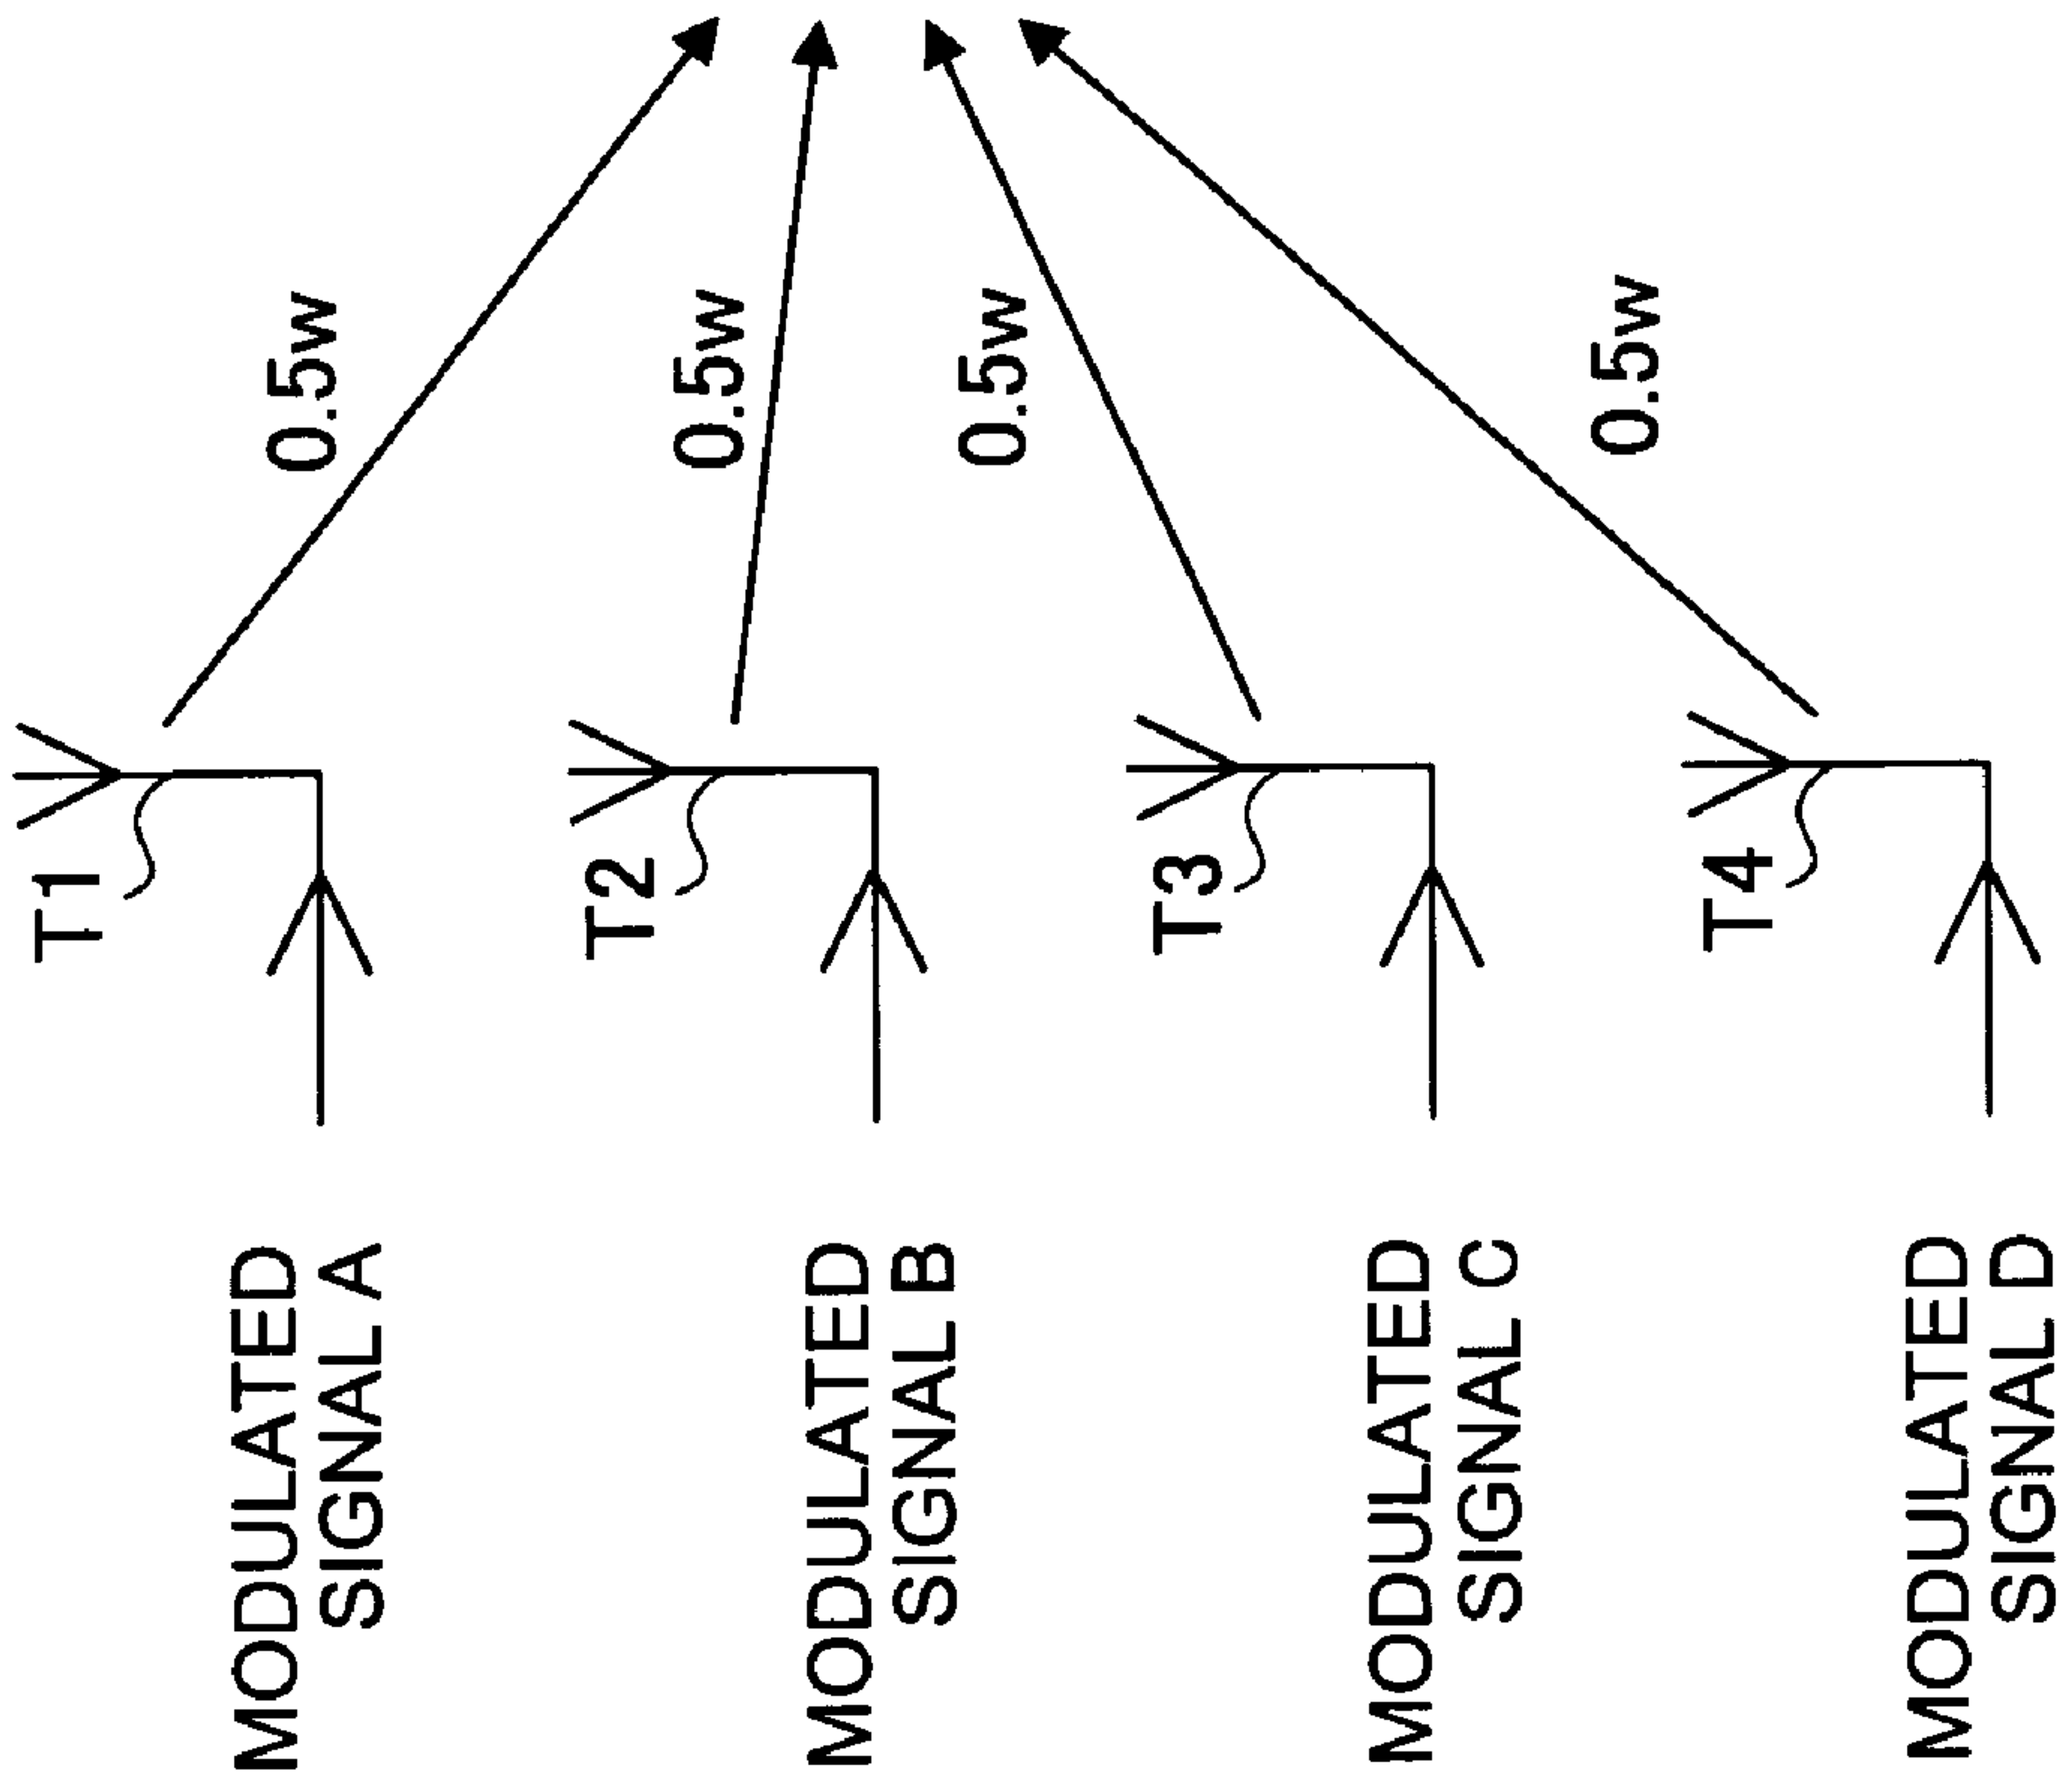 MODULATED
SIGNAL A
T1
0.5w
MODULATED
SIGNAL B
T2
0.5w
MODULATED
SIGNAL C
T3
0.5w
MODULATED
SIGNAL D
T4
0.5w